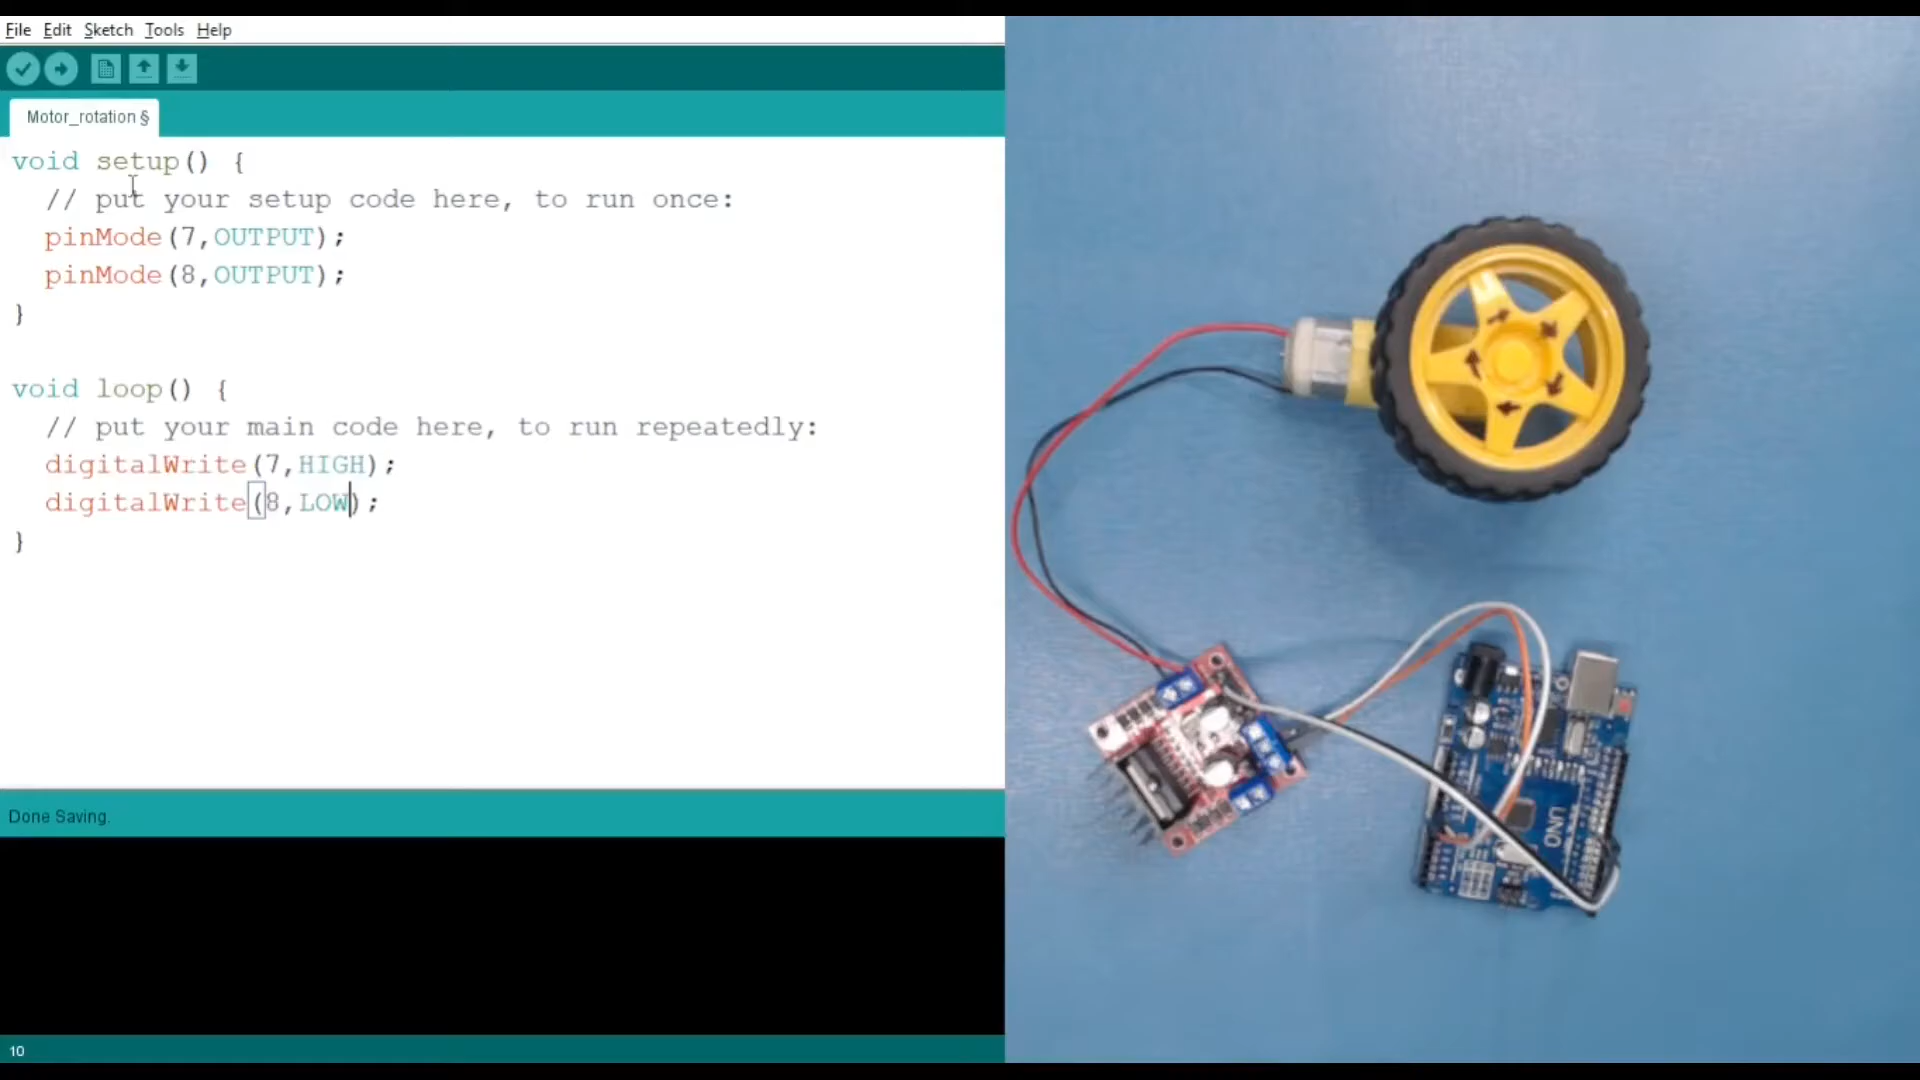 File Edit Sketch Tools Help
Motor_rotation §
void setup() {
// put your setup code here, to run once:
pinMode(7,OUTPUT);
pinMode(8,OUTPUT);
}
void loop() {
// put your main code here, to run repeatedly:
digitalWrite(7,HIGH);
digitalWrite(8,LOW);
}
Done Saving.
10
UNO